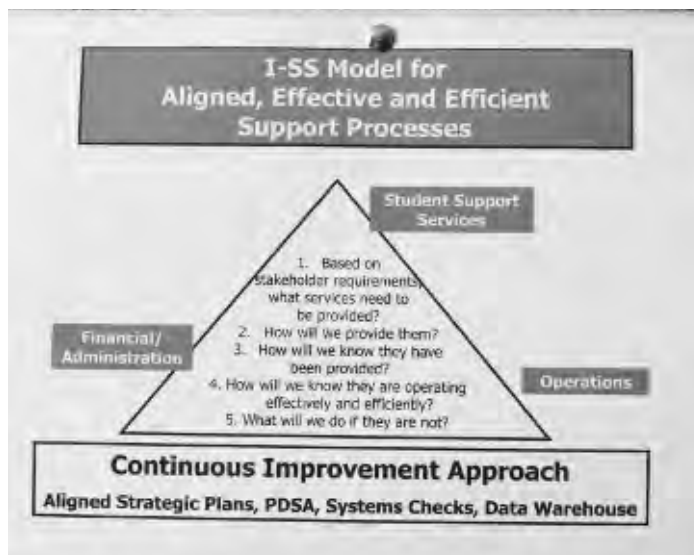 I-SS Model for
Aligned, Effective and Efficient
Support Processes
Student Support
Services
1. Based on
stakeholder requirements,
what services need to
be provided?
2. How will we provide them?
3. How will we know they have
been provided?
4. How will we know they are operating
effectively and efficiently?
5. What will we do if they are not?
Financial/
Administration
Operations
Continuous Improvement Approach
Aligned Strategic Plans, PDSA, Systems Checks, Data Warehouse